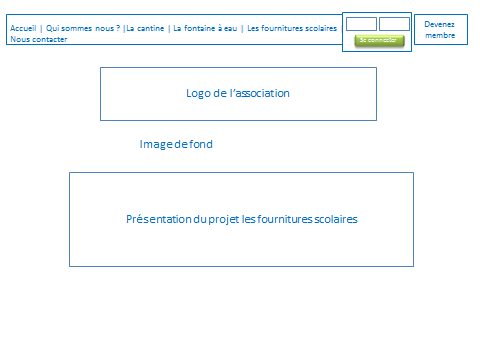 Accueil | Qui sommes nous ? |La cantine | La fontaine à eau | Les fournitures scolaires
Nous contacter
Se connecter
Devenez
membre
Logo de l'association
Image de fond
Présentation du projet les fournitures scolaires